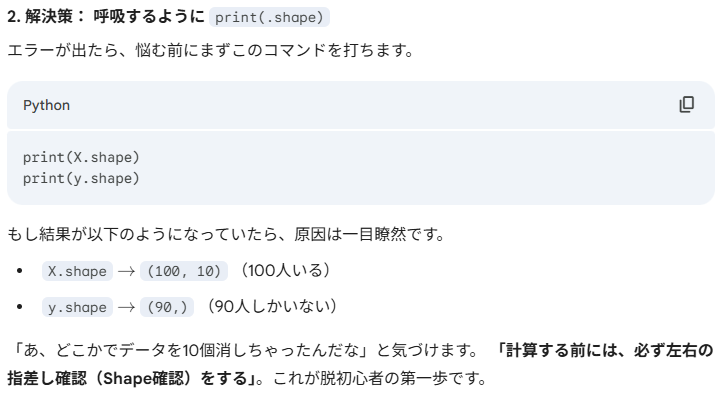 2. 解決策： 呼吸するように print(.shape)
エラーが出たら、悩む前にまずこのコマンドを打ちます。
Python
print(X.shape)
print(y.shape)
もし結果が以下のようになっていたら、原因は一目瞭然です。
• X.shape → (100, 10) （100人いる）
• y.shape → (90,) （90人しかいない）
「あ、どこかでデータを10個消しちゃったんだな」と気づけます。 「計算する前には、必ず左右の
指差し確認（Shape確認）をする」。これが脱初心者の第一歩です。